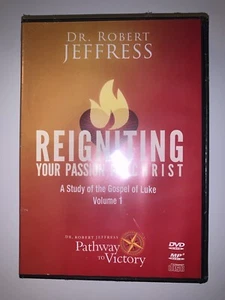 DR. ROBERT
JEFFRESS
REIGNITING
YOUR PASSION FOR CHRIST
A Study of the Gospel of Luke
Volume 1
DR. ROBERT JEFFRESS
Pathway
to Victory
DVD
MP3